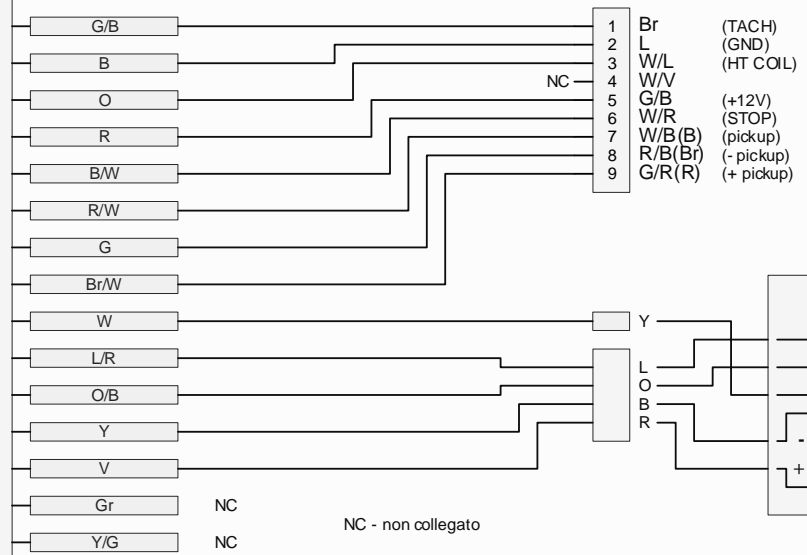 G/B 1 Br (TACH)
2 L (GND)
B 3 W/L (HT COIL)
NC 4 W/V
O 5 G/B (+12V)
6 W/R (STOP)
R 7 W/B(B) (pickup)
8 R/B(Br) (- pickup)
B/W 9 G/R(R) (+ pickup)
R/W
G
Br/W
W Y
L/R L
O/B O
Y B
R
V
-
+
Gr NC
NC - non collegato
Y/G NC